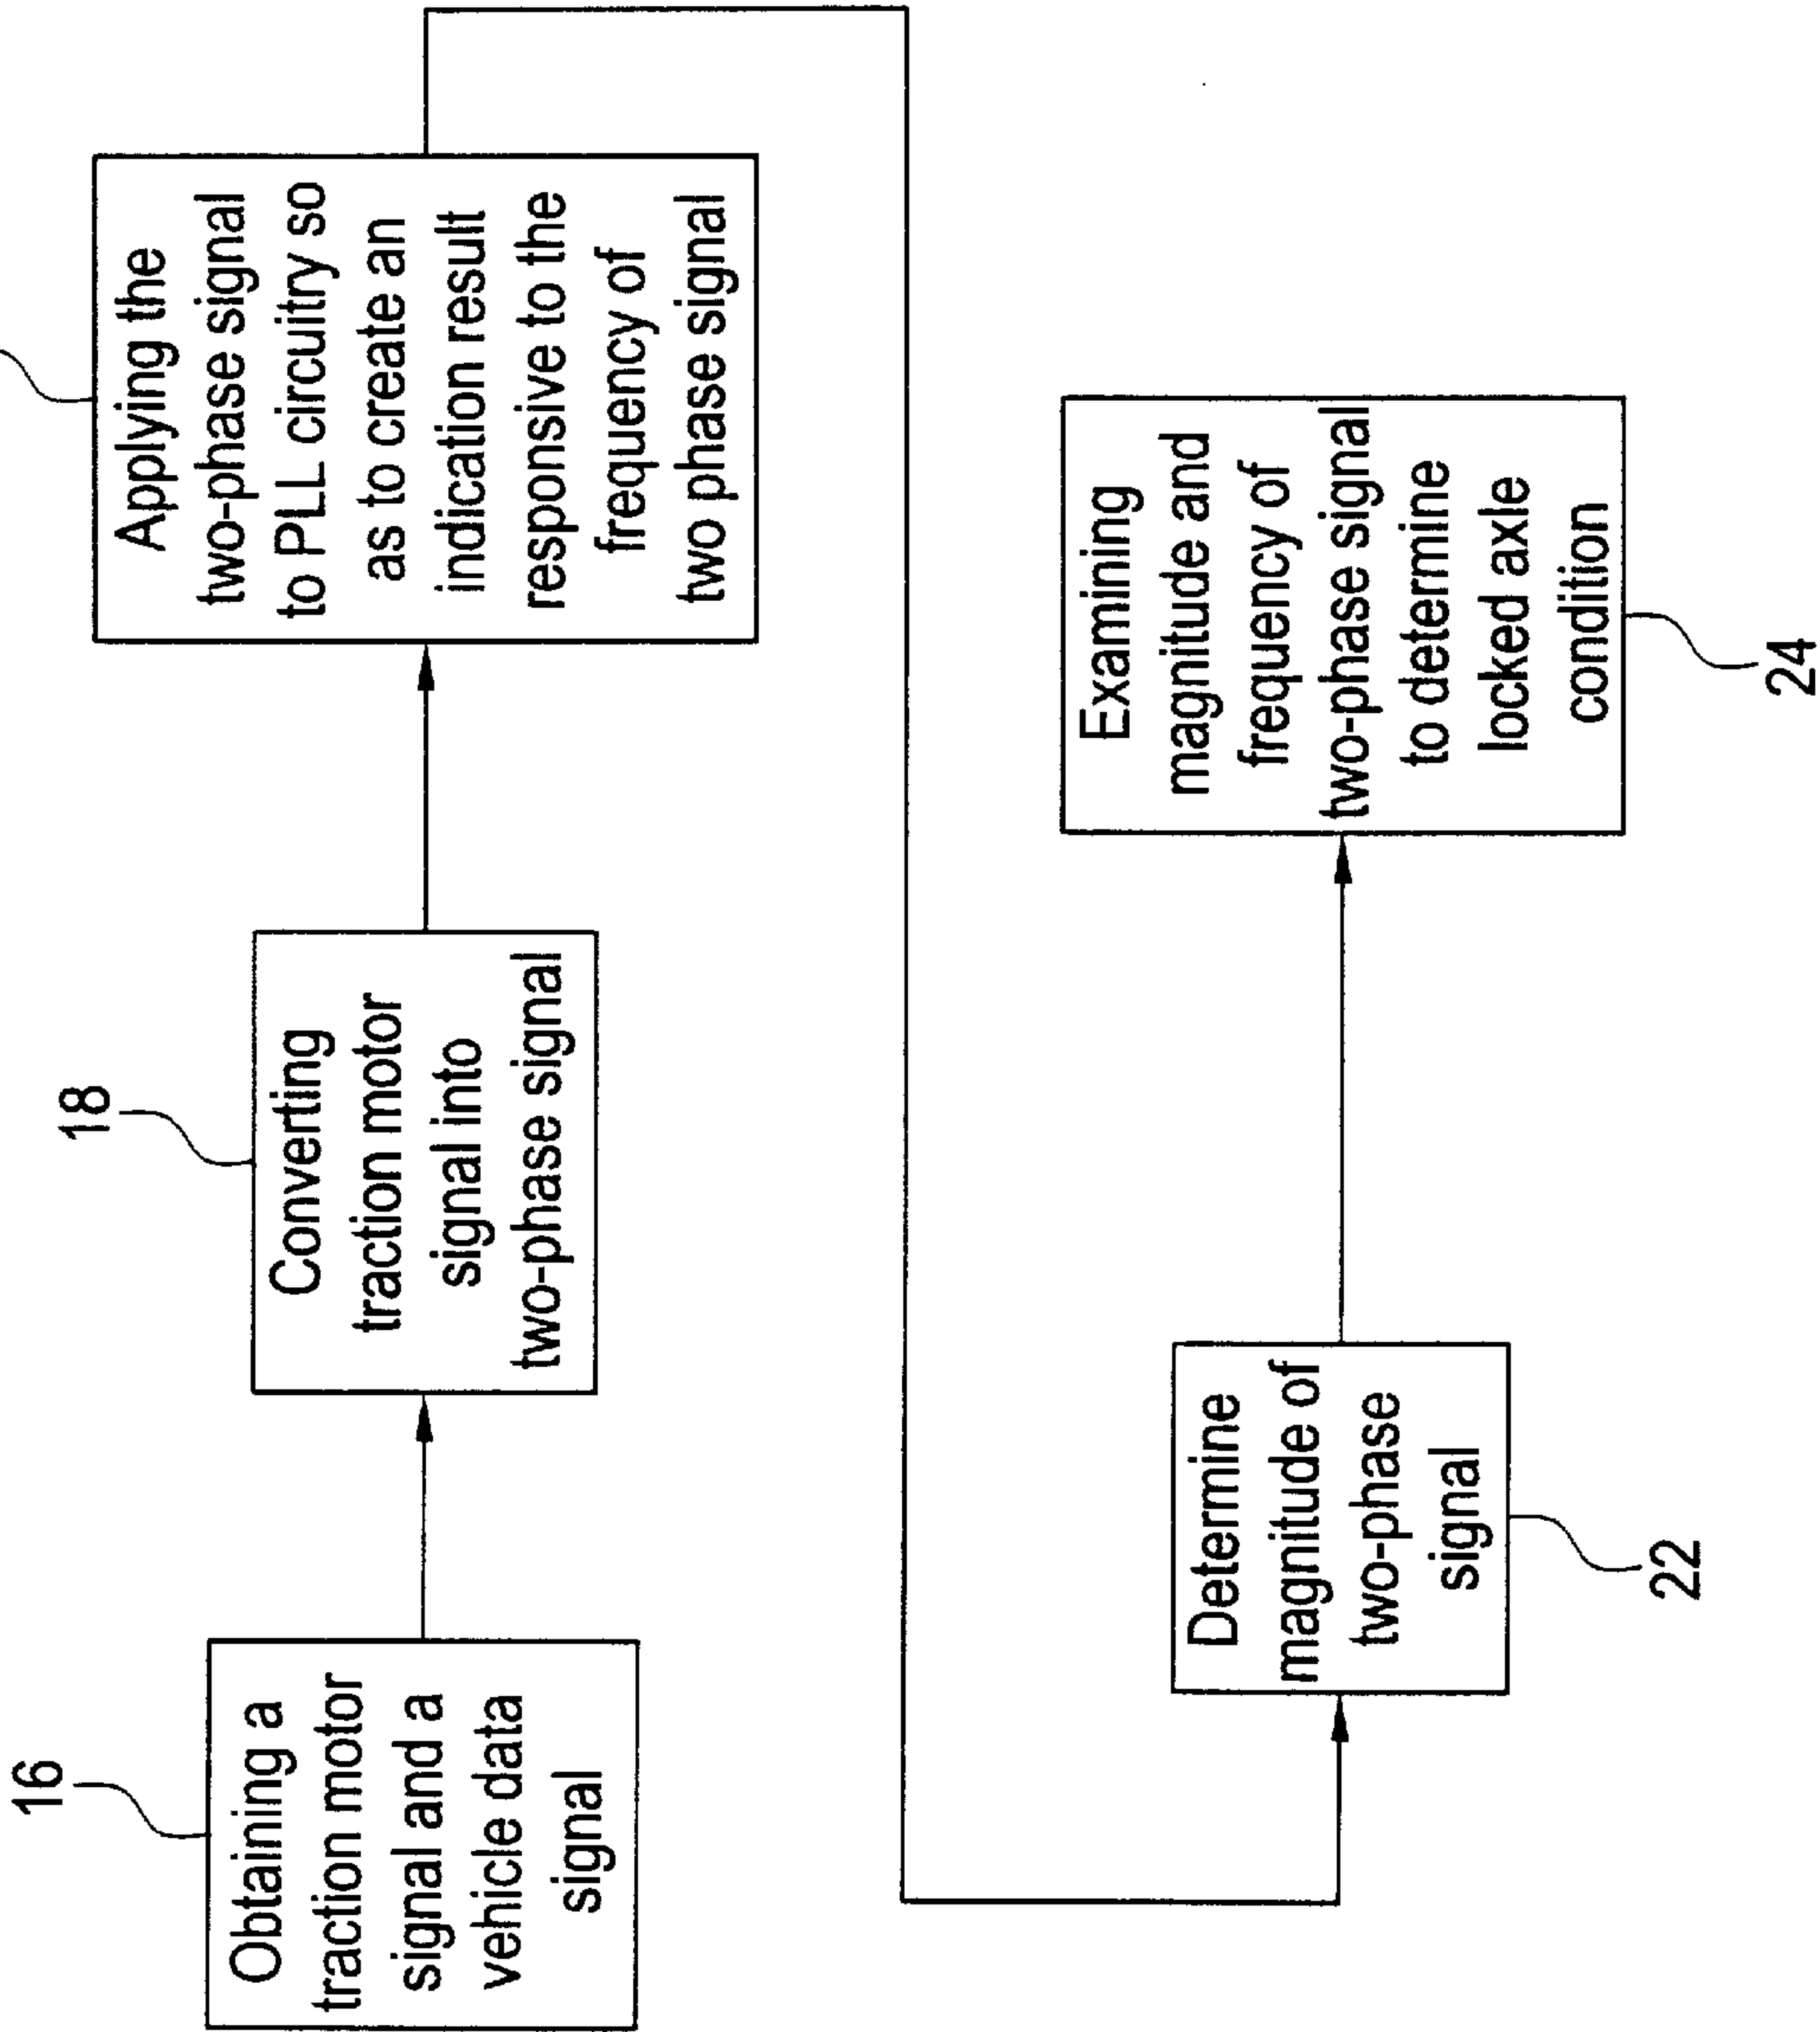 16
Obtaining a
traction motor
signal and a
vehicle data
signal
18
Converting
traction motor
signal into
two-phase signal
Applying the
two-phase signal
to PLL circuitry so
as to create an
indication result
responsive to the
frequency of
two phase signal
Determine
magnitude of
two-phase
signal
22
Examining
magnitude and
frequency of
two-phase signal
to determine
locked axle
condition
24